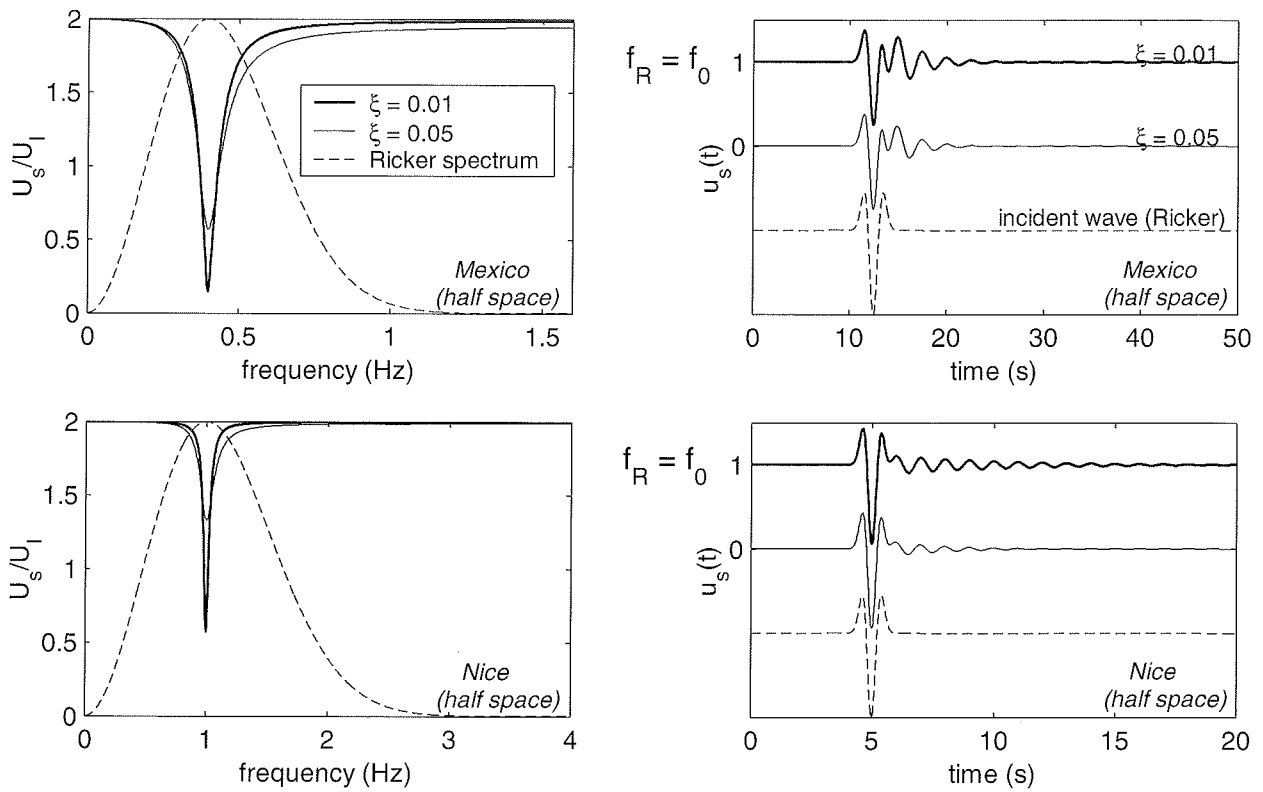 2
1.5
1
0.5
0
U_s/U_I
ξ = 0.01
ξ = 0.05
Ricker spectrum
Mexico
(half space)
0 0.5 1 1.5
frequency (Hz)
f_R = f_0
1
0
u_s(t)
ξ = 0.01
ξ = 0.05
incident wave (Ricker)
Mexico
(half space)
0 10 20 30 40 50
time (s)
2
1.5
1
0.5
0
U_s/U_I
Nice
(half space)
0 1 2 3 4
frequency (Hz)
f_R = f_0
1
0
u_s(t)
Nice
(half space)
0 5 10 15 20
time (s)